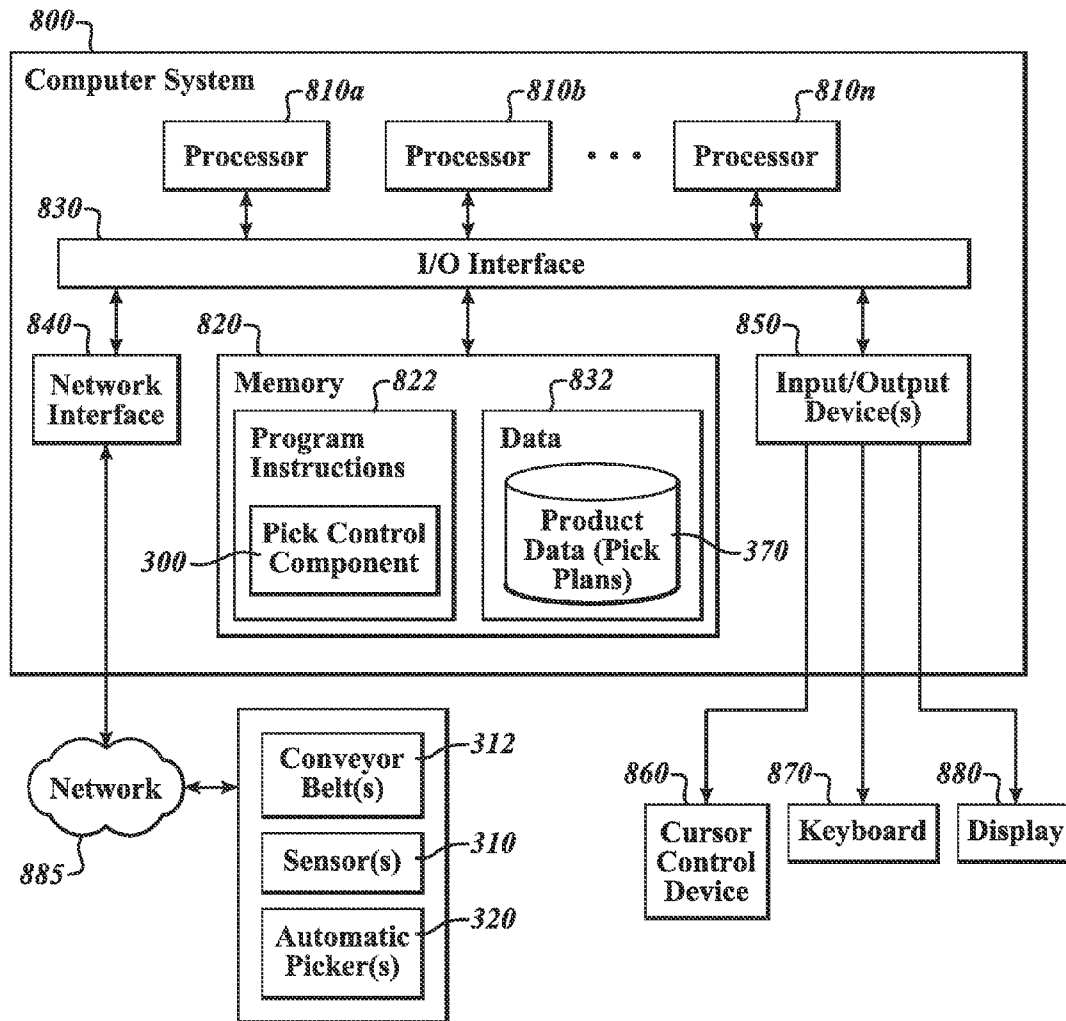 800
Computer System
810a
810b
810n
Processor
Processor
• • •
Processor
830
I/O Interface
840
820
850
Network
Interface
Memory
822
832
Input/Output
Device(s)
Program
Instructions
Data
Pick Control
Component
300
Product
Data (Pick
Plans)
370
Conveyor
Belt(s)
312
Network
885
Sensor(s)
310
Automatic
Picker(s)
320
860
870
880
Cursor
Control
Device
Keyboard
Display